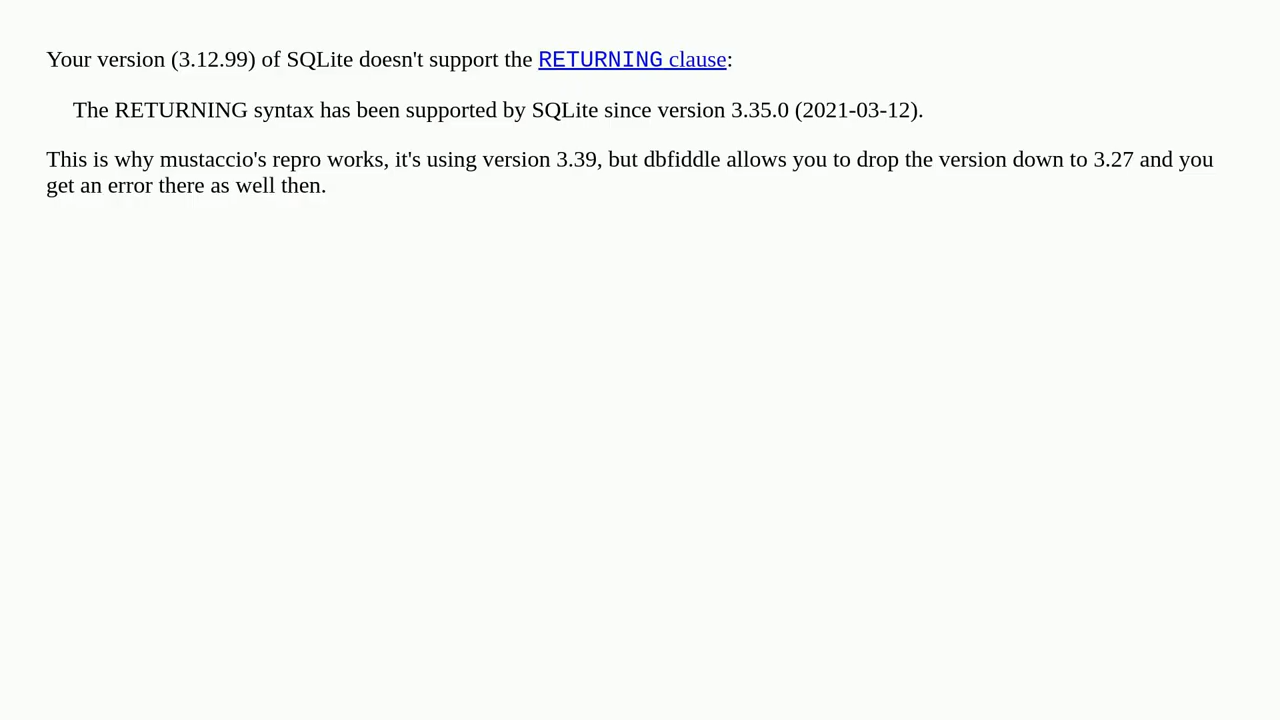 Your version (3.12.99) of SQLite doesn't support the RETURNING clause:
The RETURNING syntax has been supported by SQLite since version 3.35.0 (2021-03-12).
This is why mustaccio's repro works, it's using version 3.39, but dbfiddle allows you to drop the version down to 3.27 and you
get an error there as well then.